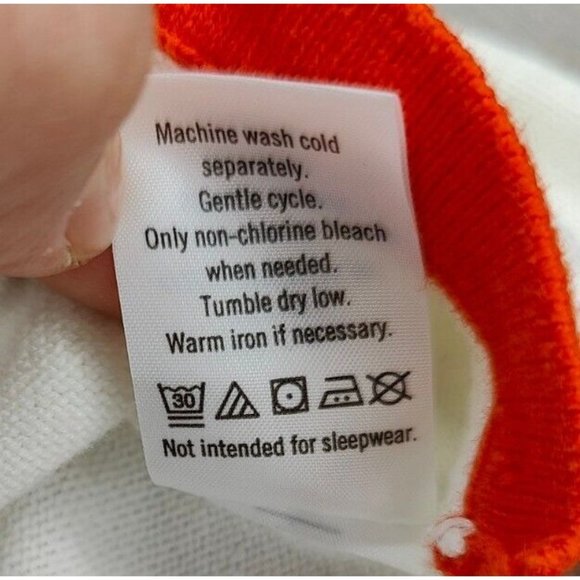 Machine wash cold
separately.
Gentle cycle.
Only non-chlorine bleach
when needed.
Tumble dry low.
Warm iron if necessary.
30
Not intended for sleepwear.